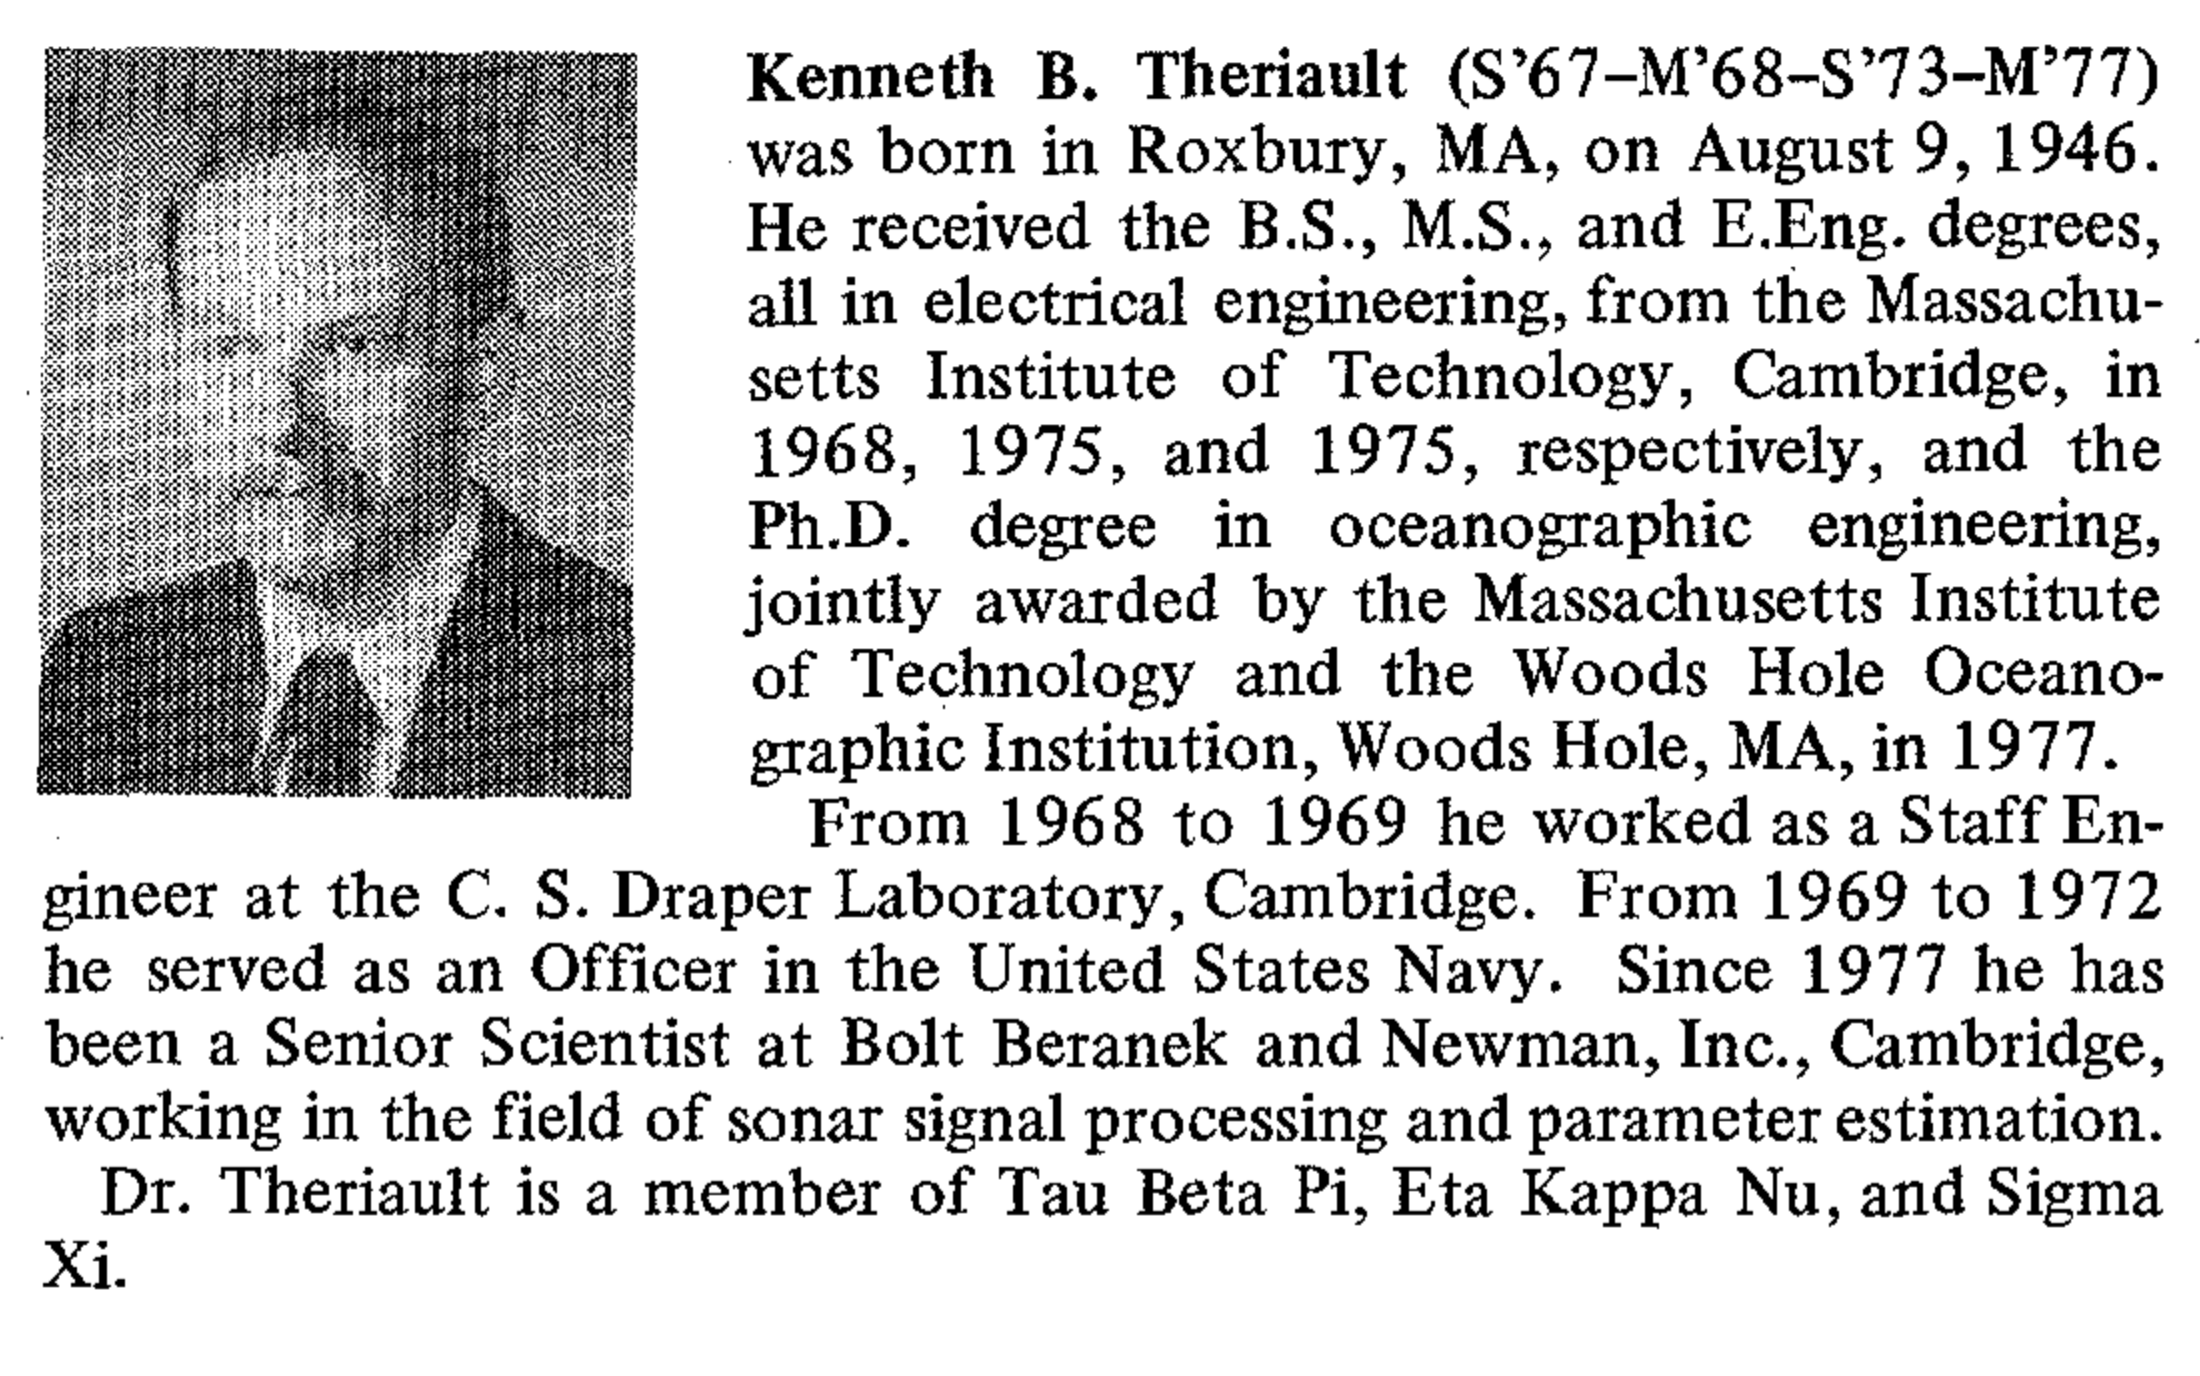 Kenneth B. Theriault (S’67–M’68–S’73–M’77)
was born in Roxbury, MA, on August 9, 1946.
He received the B.S., M.S., and E.Eng. degrees,
all in electrical engineering, from the Massachu-
setts Institute of Technology, Cambridge, in
1968, 1975, and 1975, respectively, and the
Ph.D. degree in oceanographic engineering,
jointly awarded by the Massachusetts Institute
of Technology and the Woods Hole Oceano-
graphic Institution, Woods Hole, MA, in 1977.
From 1968 to 1969 he worked as a Staff En-
gineer at the C. S. Draper Laboratory, Cambridge. From 1969 to 1972
he served as an Officer in the United States Navy. Since 1977 he has
been a Senior Scientist at Bolt Beranek and Newman, Inc., Cambridge,
working in the field of sonar signal processing and parameter estimation.
Dr. Theriault is a member of Tau Beta Pi, Eta Kappa Nu, and Sigma
Xi.